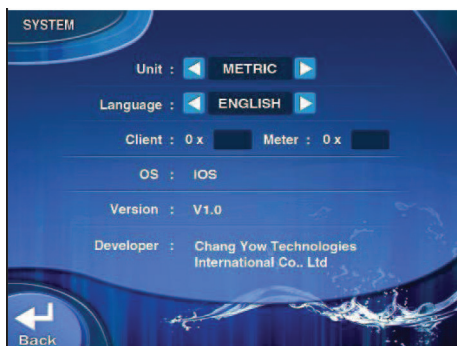 SYSTEM
Unit : METRIC
Language : ENGLISH
Client : 0 x Meter : 0 x
OS : IOS
Version : V1.0
Developer : Chang Yow Technologies
International Co.. Ltd
Back